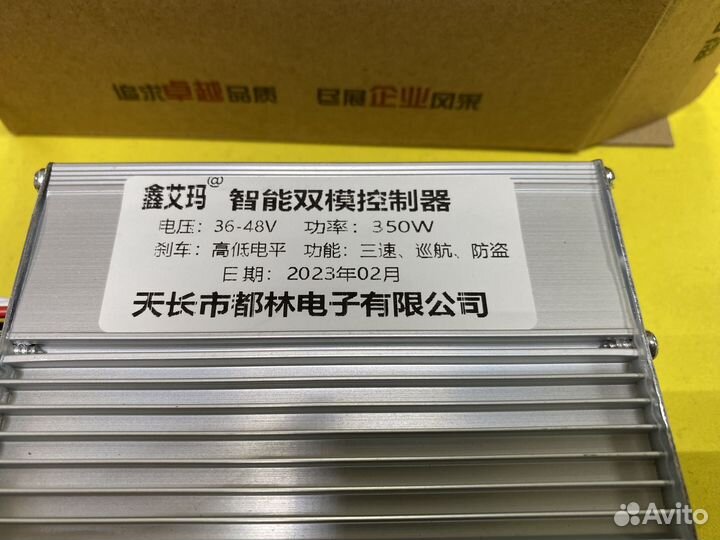 追求卓越品质 尽展企业风采
鑫艾玛@ 智能双模控制器
电压: 36-48V 功率: 350W
刹车: 高低电平 功能: 三速、巡航、防盗
日期: 2023年02月
天长市都林电子有限公司
Avito